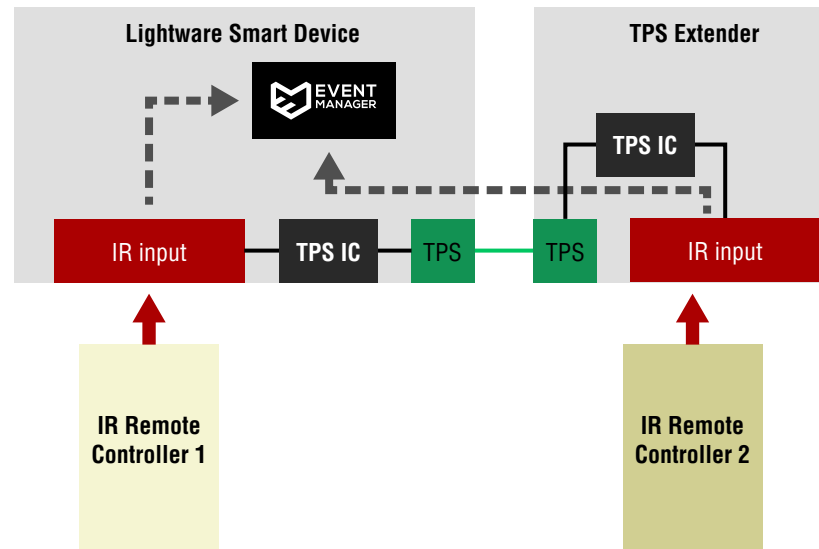 Lightware Smart Device
TPS Extender
EVENT
MANAGER
TPS IC
IR input
TPS IC
TPS
TPS
IR input
IR Remote
Controller 1
IR Remote
Controller 2